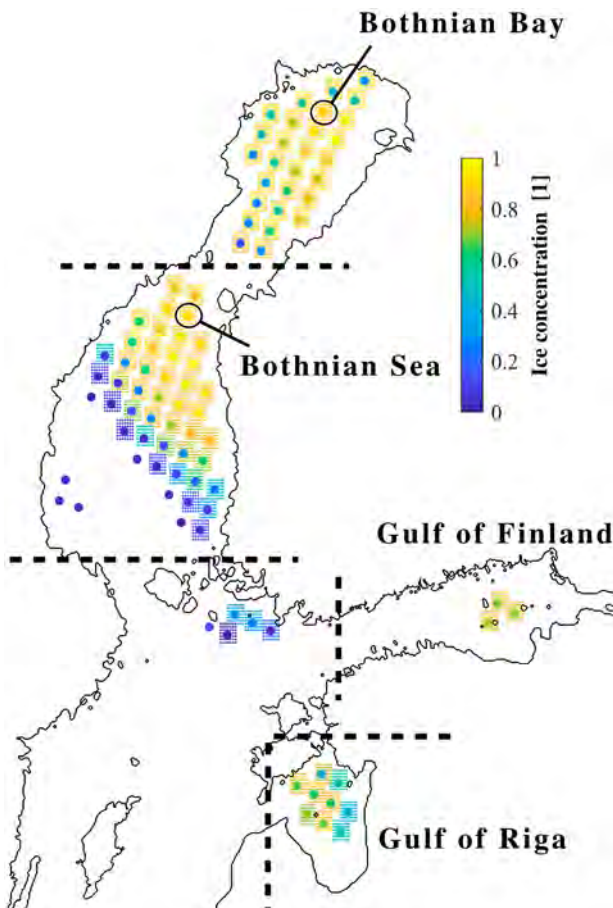 Bothnian Bay
1
0.8
0.6
0.4
0.2
0
Ice concentration [1]
Bothnian Sea
Gulf of Finland
Gulf of Riga